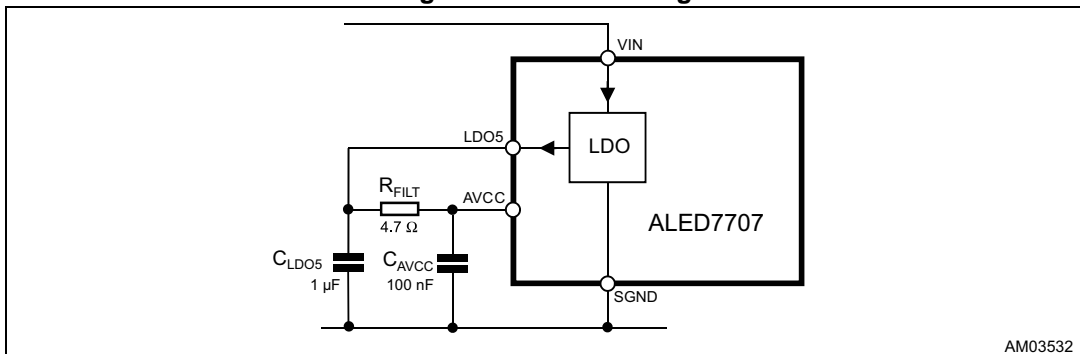 VIN
LDO5
LDO
R_FILT
AVCC
4.7 Ω
ALED7707
C_LDO5
C_AVCC
1 µF
100 nF
SGND
AM03532